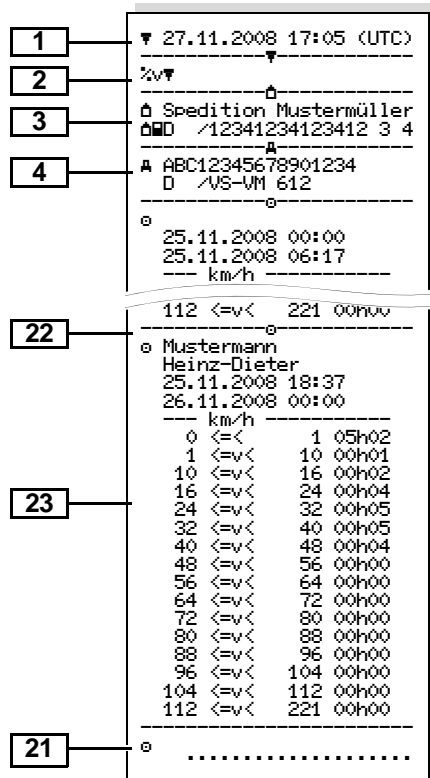 1 ▼ 27.11.2008 17:05 (UTC)
2 %v▼
3 Spedition Mustermüller
D /12341234123412 3 4
4 ABC12345678901234
D /VS-VM 612
25.11.2008 00:00
25.11.2008 06:17
--- km/h ------------
112 <=v< 221 00h00
22
Mustermann
Heinz-Dieter
25.11.2008 18:37
26.11.2008 00:00
--- km/h ------------
0 <=< 1 05h02
1 <=v< 10 00h01
10 <=v< 16 00h02
23 16 <=v< 24 00h04
24 <=v< 32 00h05
32 <=v< 40 00h05
40 <=v< 48 00h04
48 <=v< 56 00h00
56 <=v< 64 00h00
64 <=v< 72 00h00
72 <=v< 80 00h00
80 <=v< 88 00h00
88 <=v< 96 00h00
96 <=v< 104 00h00
104 <=v< 112 00h00
112 <=v< 221 00h00
21 ....................